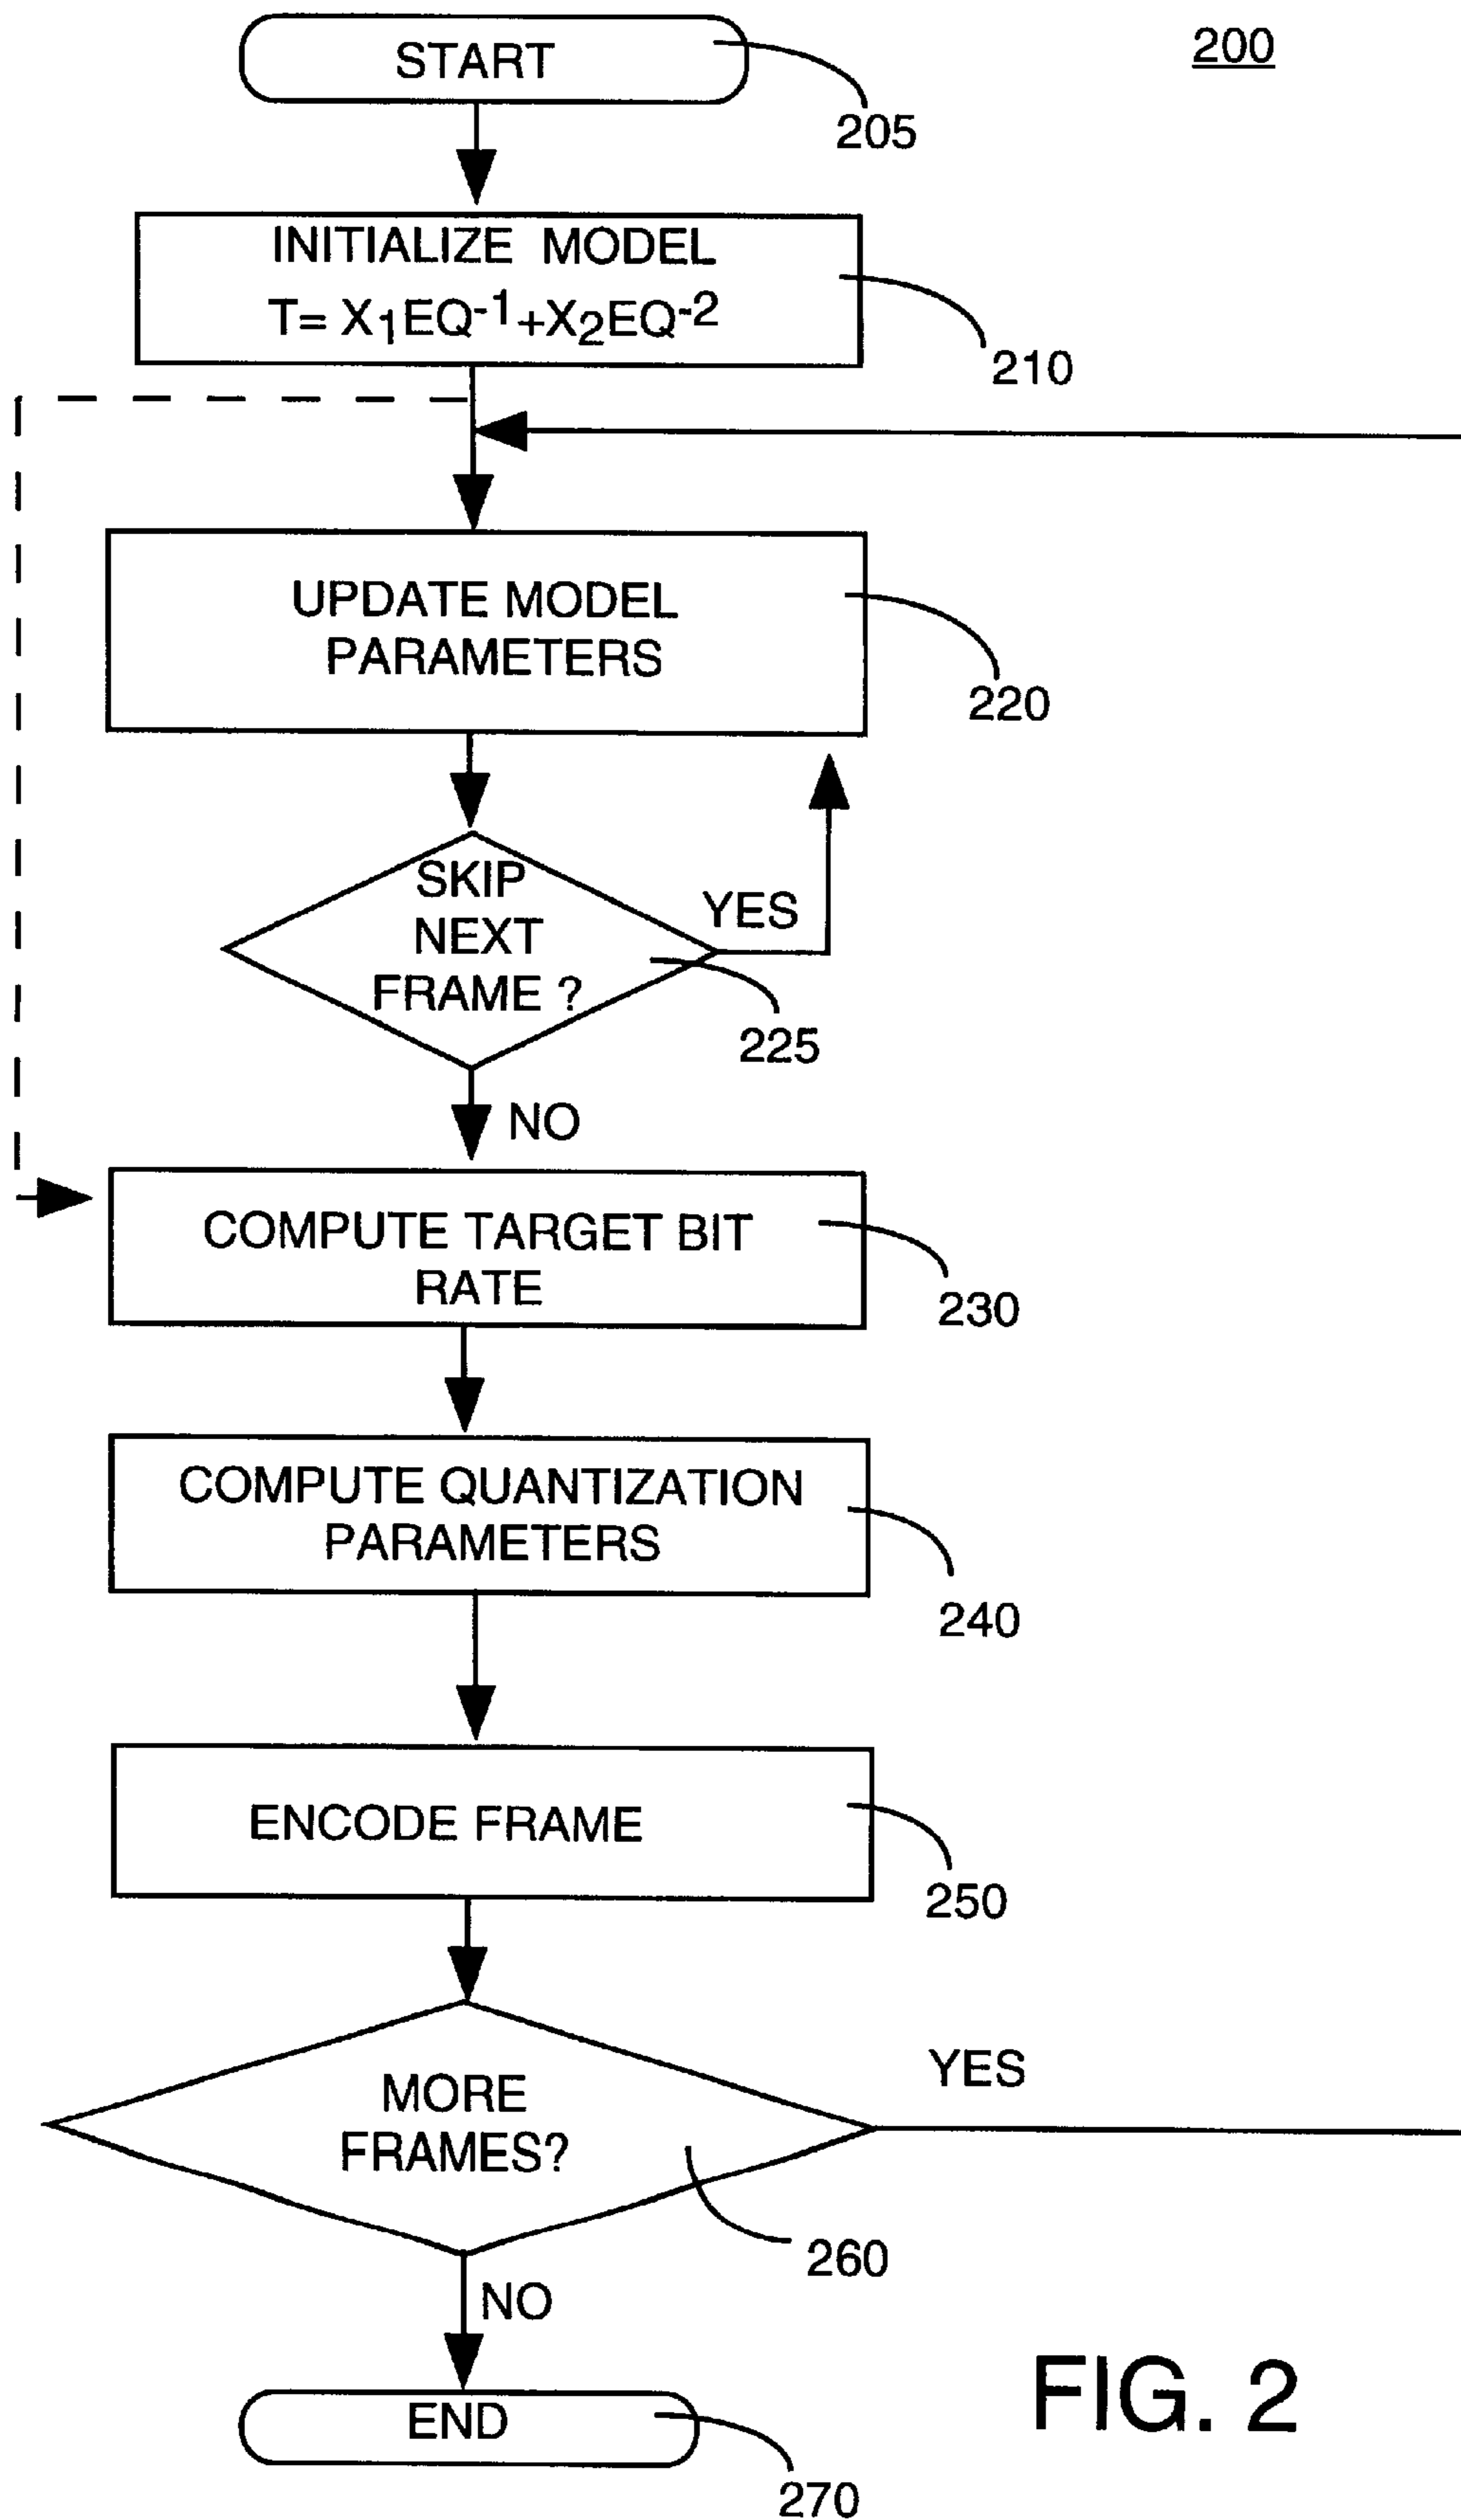 200
START
205
INITIALIZE MODEL
T= X₁EQ⁻¹+X₂EQ⁻²
210
UPDATE MODEL
PARAMETERS
220
SKIP
NEXT
FRAME ?
YES
225
NO
COMPUTE TARGET BIT
RATE
230
COMPUTE QUANTIZATION
PARAMETERS
240
ENCODE FRAME
250
MORE
FRAMES?
YES
260
NO
END
270
FIG. 2